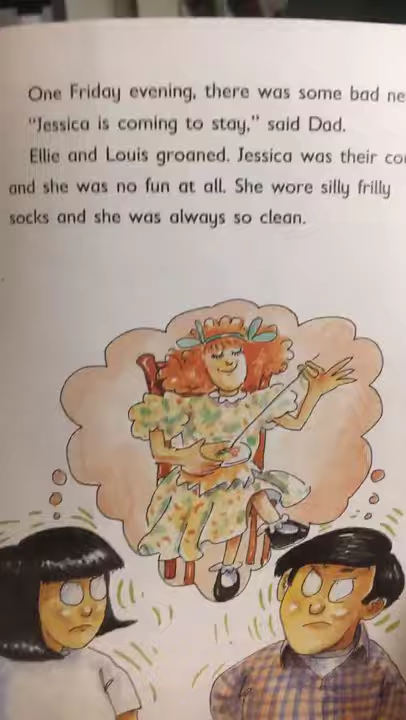 One Friday evening, there was some bad
"Jessica is coming to stay," said Dad.
Ellie and Louis groaned. Jessica was their
and she was no fun at all. She wore silly frilly
socks and she was always so clean.